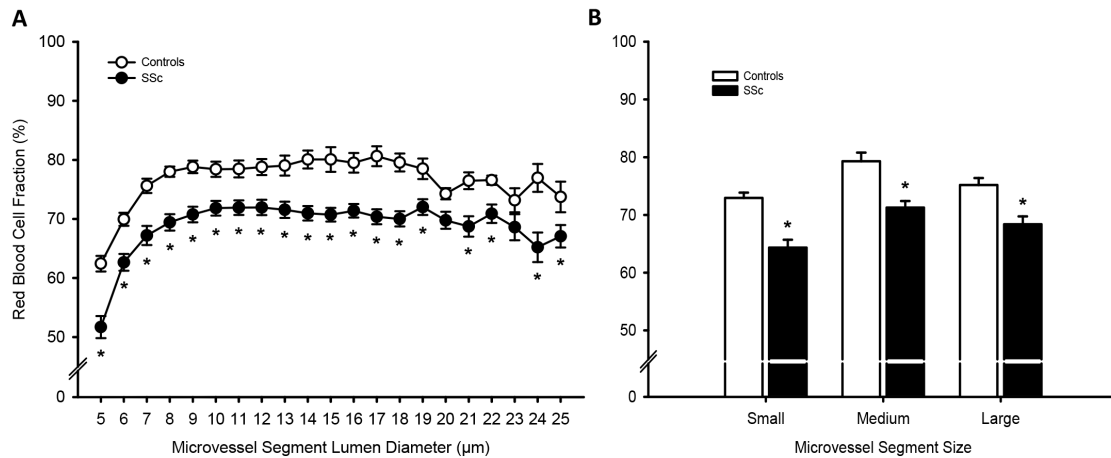 A
Red Blood Cell Fraction (%)
100
90
80
70
60
50
0
Controls
SSc
* * * * * * * * * * * * * * * * * * *
5 6 7 8 9 10 11 12 13 14 15 16 17 18 19 20 21 22 23 24 25
Microvessel Segment Lumen Diameter (µm)
B
100
90
80
70
60
50
0
Controls
SSc
* * *
Small Medium Large
Microvessel Segment Size